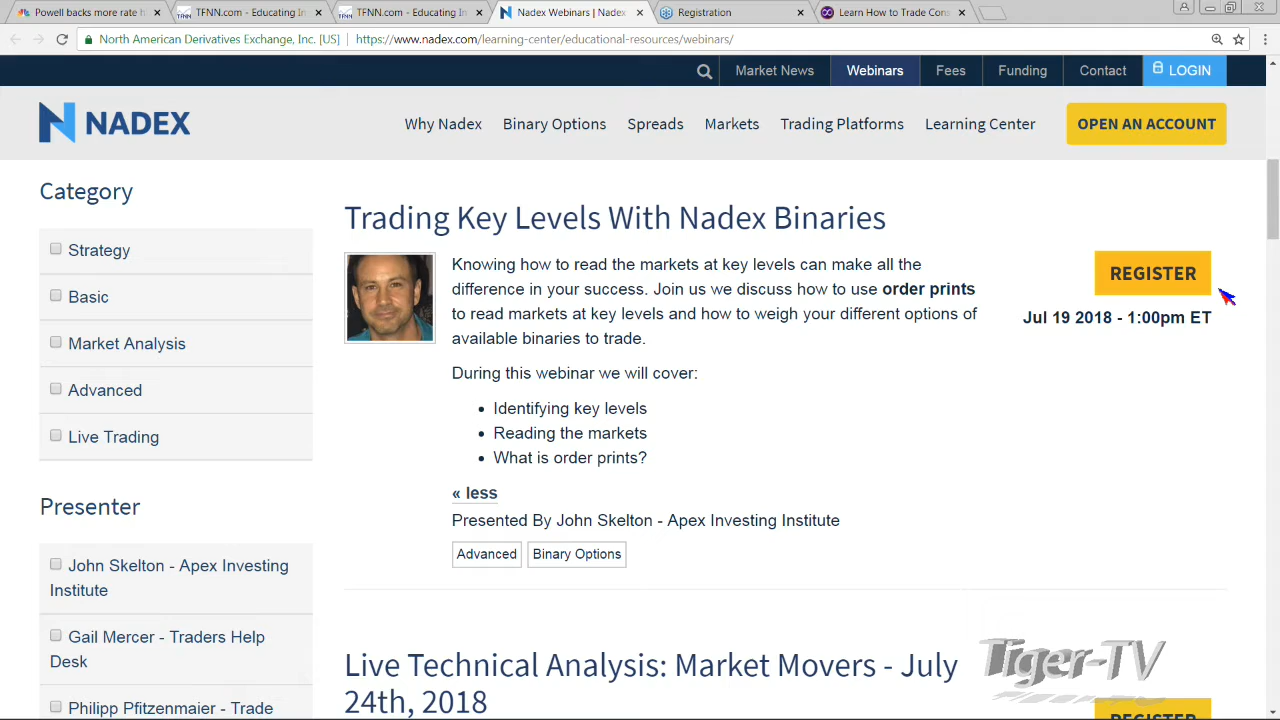 Powell backs more rate b
TFNN.com - Educating In
TFNN.com - Educating In
Nadex Webinars | Nadex
Registration
Learn How to Trade Cons
North American Derivatives Exchange, Inc. [US]
https://www.nadex.com/learning-center/educational-resources/webinars/
Market News
Webinars
Fees
Funding
Contact
LOGIN
NADEX
Why Nadex
Binary Options
Spreads
Markets
Trading Platforms
Learning Center
OPEN AN ACCOUNT
Category
Strategy
Basic
Market Analysis
Advanced
Live Trading
Presenter
John Skelton - Apex Investing
Institute
Gail Mercer - Traders Help
Desk
Philipp Pfitzenmaier - Trade
Trading Key Levels With Nadex Binaries
Knowing how to read the markets at key levels can make all the
difference in your success. Join us we discuss how to use order prints
to read markets at key levels and how to weigh your different options of
available binaries to trade.
During this webinar we will cover:
• Identifying key levels
• Reading the markets
• What is order prints?
« less
Presented By John Skelton - Apex Investing Institute
Advanced
Binary Options
REGISTER
Jul 19 2018 - 1:00pm ET
Live Technical Analysis: Market Movers - July
24th, 2018
REGISTER
Tiger-TV